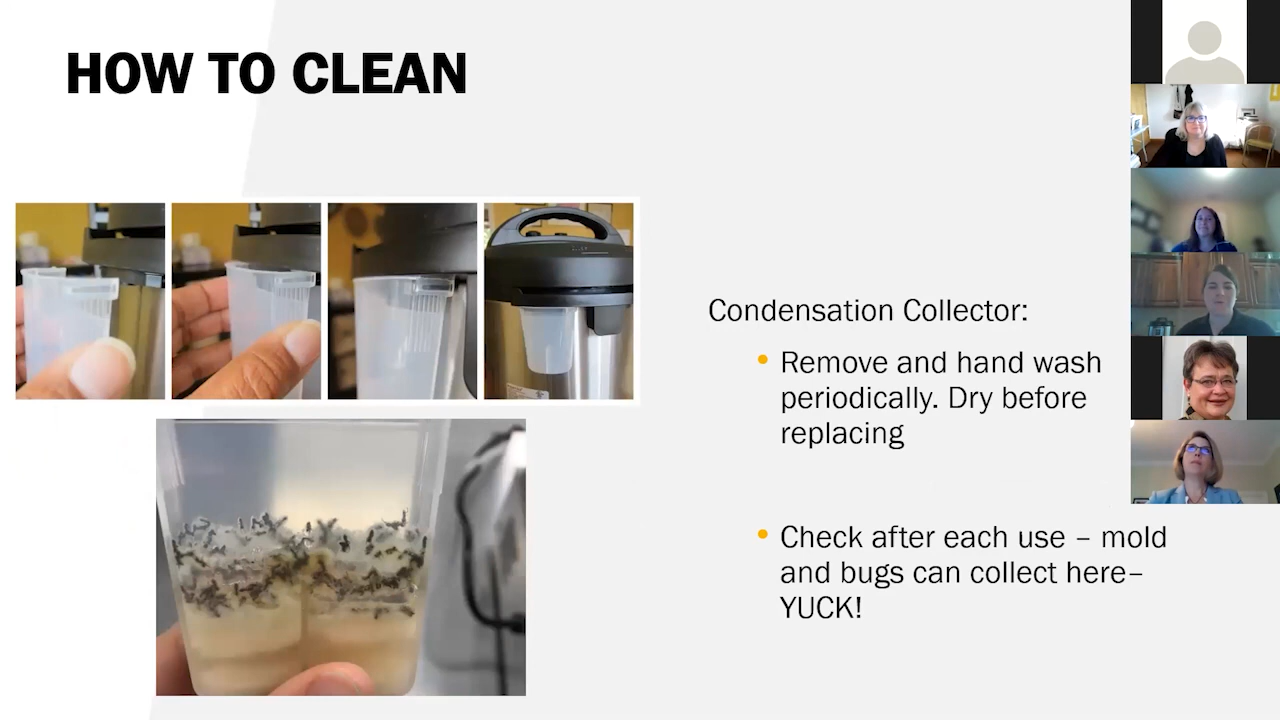 HOW TO CLEAN
Condensation Collector:
• Remove and hand wash
periodically. Dry before
replacing
• Check after each use – mold
and bugs can collect here–
YUCK!